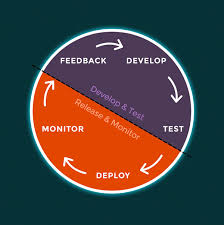 FEEDBACK
DEVELOP
Develop & Test
Release & Monitor
MONITOR
TEST
DEPLOY